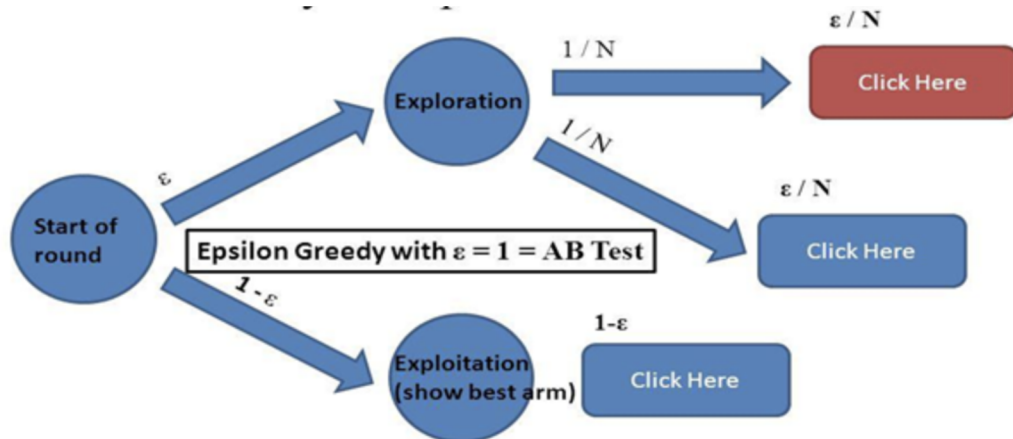 ε / N
1 / N
Click Here
Exploration
1 / N
ε
ε / N
Start of
round
Epsilon Greedy with ε = 1 = AB Test
Click Here
1 - ε
1-ε
Exploitation
(show best arm)
Click Here